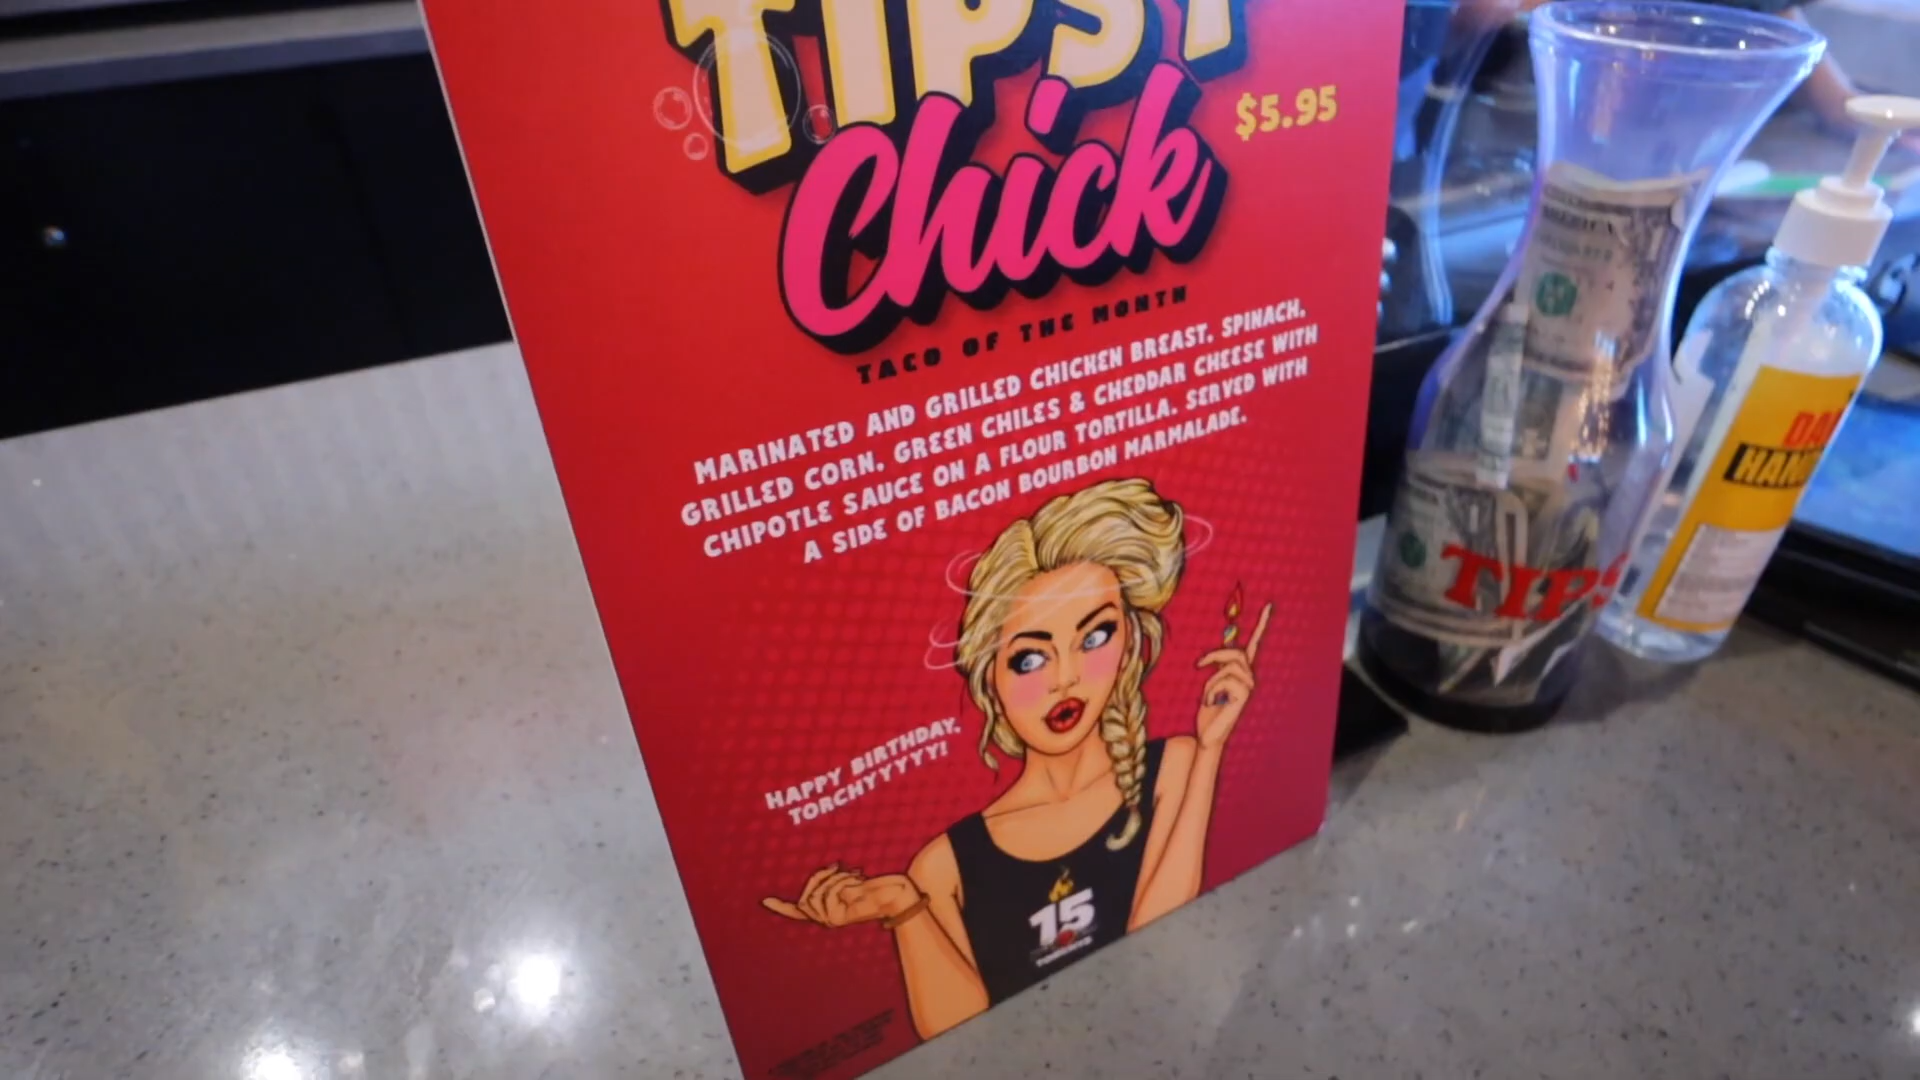 TIPSY
Chick
$5.95
TACO OF THE MONTH
MARINATED AND GRILLED CHICKEN BREAST, SPINACH,
GRILLED CORN, GREEN CHILES & CHEDDAR CHEESE WITH
CHIPOTLE SAUCE ON A FLOUR TORTILLA. SERVED WITH
A SIDE OF BACON BOURBON MARMALADE.
HAPPY BIRTHDAY,
TORCHYYYYY!
15
TIPS